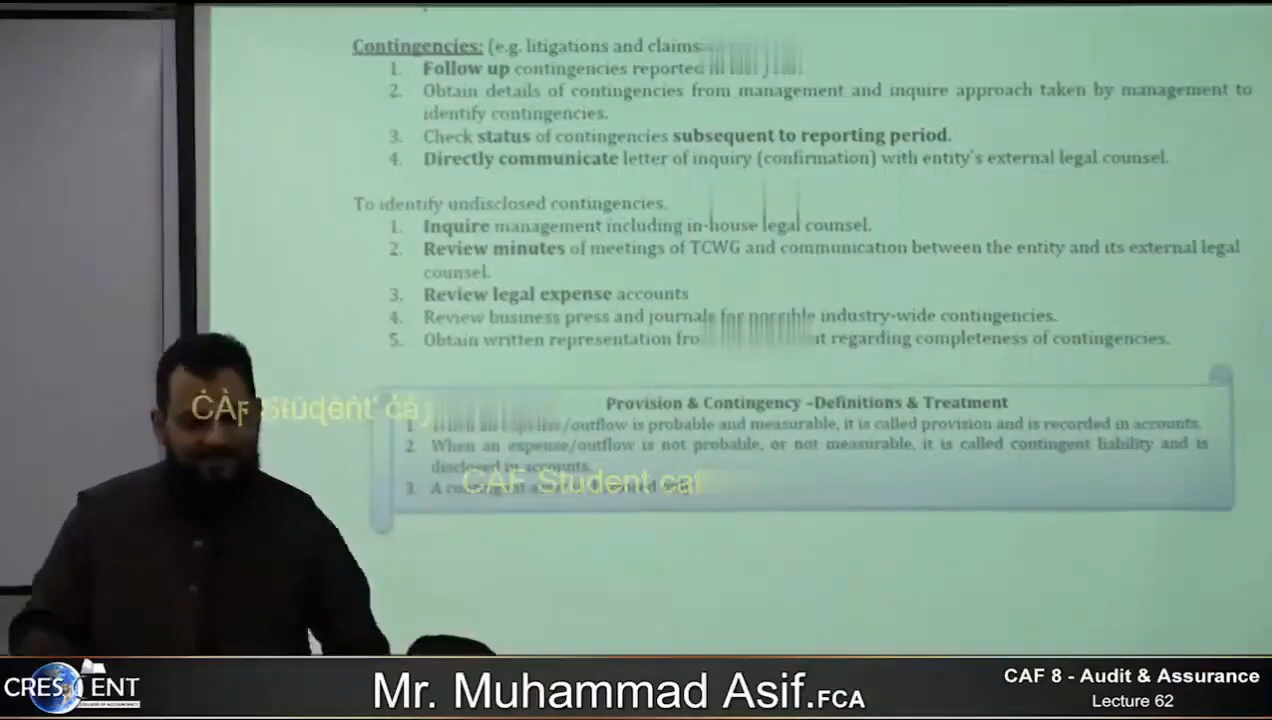 Contingencies: (e.g. litigations and claims
1. Follow up contingencies reported
2. Obtain details of contingencies from management and inquire approach taken by management to
identify contingencies.
3. Check status of contingencies subsequent to reporting period.
4. Directly communicate letter of inquiry (confirmation) with entity's external legal counsel.
To identify undisclosed contingencies.
1. Inquire management including in-house legal counsel.
2. Review minutes of meetings of TCWG and communication between the entity and its external legal
counsel.
3. Review legal expense accounts
4. Review business press and journals for possible industry-wide contingencies.
5. Obtain written representation regarding completeness of contingencies.
Provision & Contingency –Definitions & Treatment
1. /outflow is probable and measurable, it is called provision and is recorded in accounts.
2. When an expense/outflow is not probable, or not measurable, it is called contingent liability and is
disclosed in accounts.
3. A
CAF Student
CAF Student
CRESCENT
COLLEGE OF ACCOUNTANCY
Mr. Muhammad Asif.FCA
CAF 8 - Audit & Assurance
Lecture 62